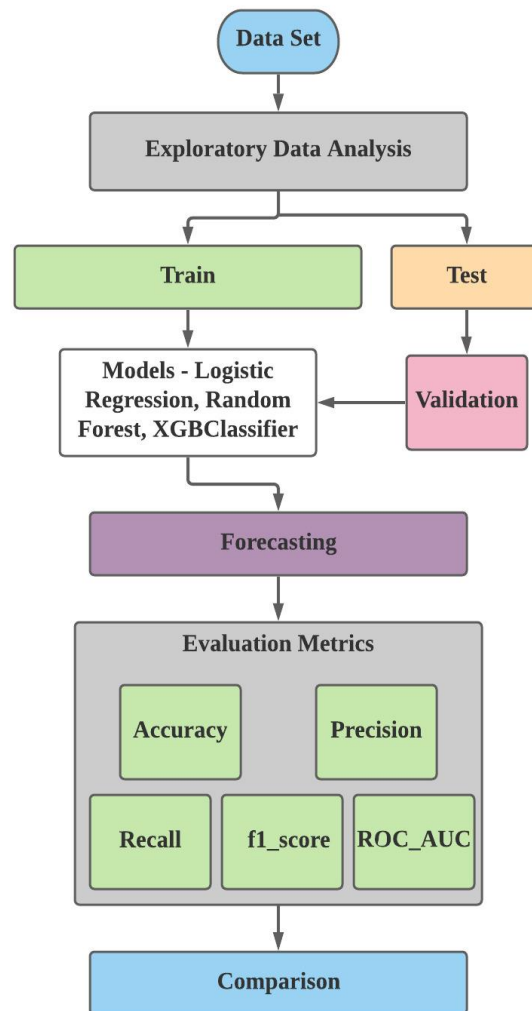 Data Set
Exploratory Data Analysis
Train
Test
Models - Logistic
Regression, Random
Forest, XGBClassifier
Validation
Forecasting
Evaluation Metrics
Accuracy
Precision
Recall
f1_score
ROC_AUC
Comparison